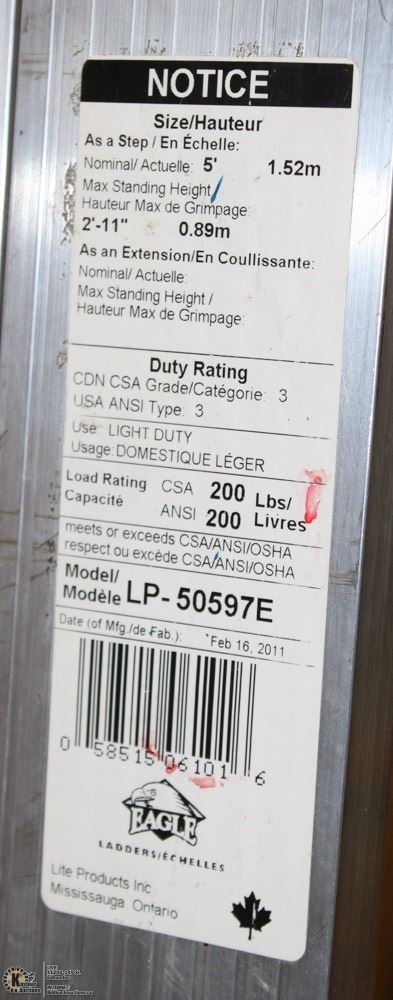 NOTICE
Size/Hauteur
As a Step / En Échelle:
Nominal/ Actuelle: 5' 1.52m
Max Standing Height/
Hauteur Max de Grimpage:
2'-11" 0.89m
As an Extension/En Coullissante:
Nominal/ Actuelle:
Max Standing Height /
Hauteur Max de Grimpage:
Duty Rating
CDN CSA Grade/Catégorie: 3
USA ANSI Type: 3
Use: LIGHT DUTY
Usage: DOMESTIQUE LÉGER
Load Rating CSA 200 Lbs/
Capacité ANSI 200 Livres
meets or exceeds CSA/ANSI/OSHA
respect ou excède CSA/ANSI/OSHA
Model/
Modèle LP-50597E
Date (of Mfg./de Fab.): Feb 16, 2011
0 58515 06101 6
EAGLE
LADDERS/ÉCHELLES
Lite Products Inc
Mississauga Ontario